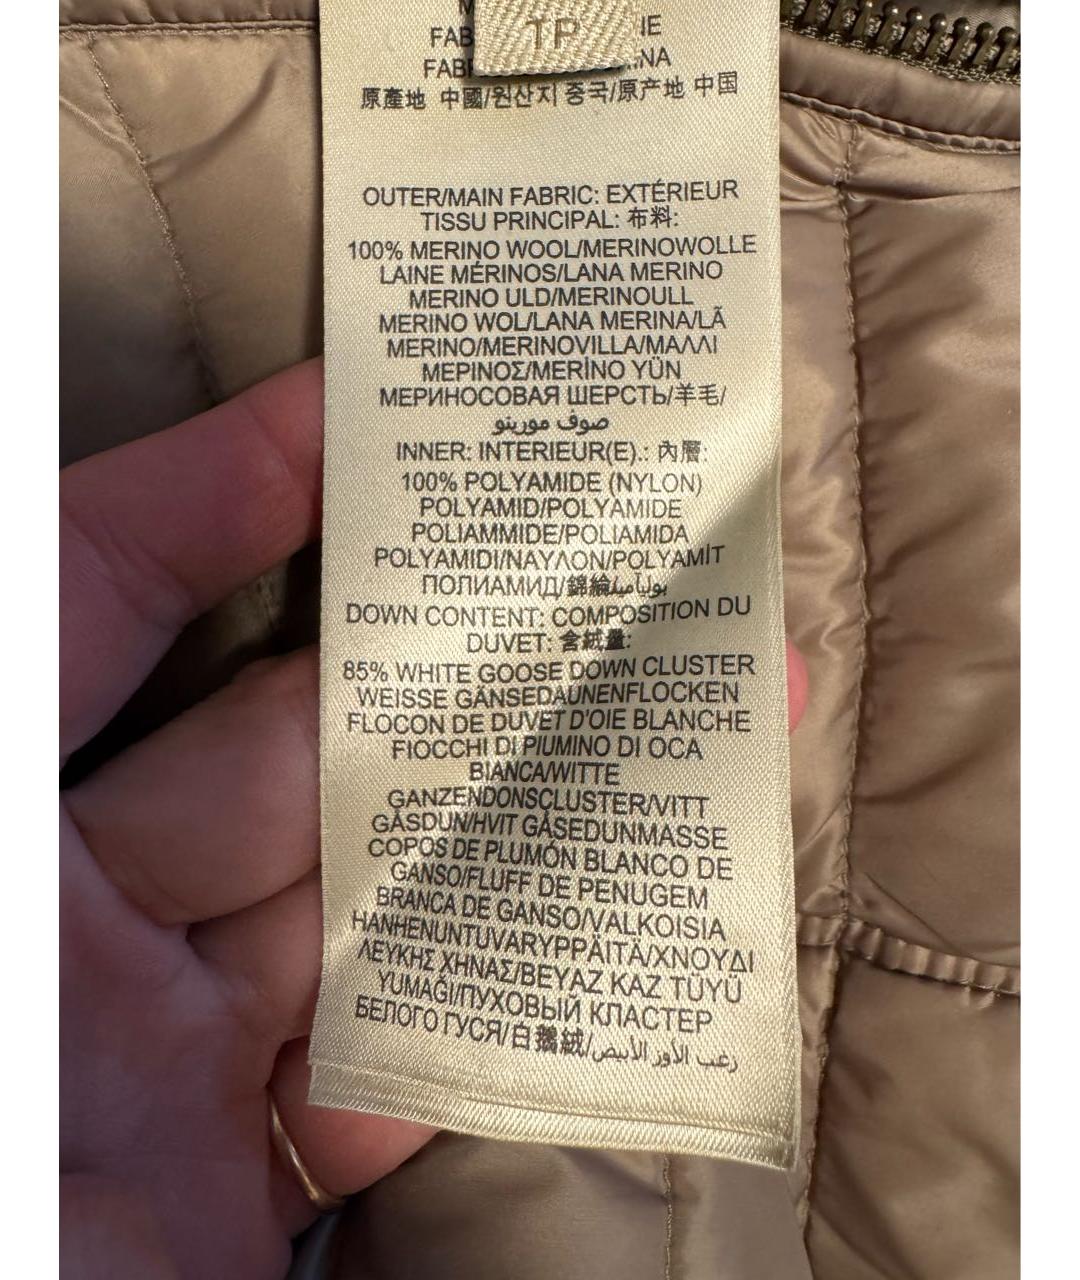 TP
FAB
原產地 中國/원산지 중국/原产地 中国
OUTER/MAIN FABRIC: EXTÉRIEUR
TISSU PRINCIPAL: 布料:
100% MERINO WOOL/MERINOWOLLE
LAINE MÉRINOS/LANA MERINO
MERINO ULD/MERINOULL
MERINO WOL/LANA MERINA/LÃ
MERINO/MERINOVILLA/ΜΑΛΛΙ
ΜΕΡΙΝΟΣ/MERİNO YÜN
МЕРИНОСОВАЯ ШЕРСТЬ/羊毛/
صوف مورينو
INNER: INTERIEUR(E).: 內層:
100% POLYAMIDE (NYLON)
POLYAMID/POLYAMIDE
POLIAMMIDE/POLIAMIDA
POLYAMIDI/ΝΑΥΛΟΝ/POLYAMİT
ПОЛИАМИД/錦綸/بولياميد
DOWN CONTENT: COMPOSITION DU
DUVET: 含絨量:
85% WHITE GOOSE DOWN CLUSTER
WEISSE GÄNSEDAUNENFLOCKEN
FLOCON DE DUVET D'OIE BLANCHE
FIOCCHI DI PIUMINO DI OCA
BIANCA/WITTE
GANZENDONSCLUSTER/VITT
GÅSDUN/HVIT GÅSEDUNMASSE
COPOS DE PLUMÓN BLANCO DE
GANSO/FLUFF DE PENUGEM
BRANCA DE GANSO/VALKOISIA
HANHENUNTUVARYPPÄITÄ/ΧΝΟΥΔΙ
ΛΕΥΚΗΣ ΧΗΝΑΣ/BEYAZ KAZ TÜYÜ
YUMAĞI/ПУХОВЫЙ КЛАСТЕР
БЕЛОГО ГУСЯ/白鵝絨/رغب الأوز الأبيض